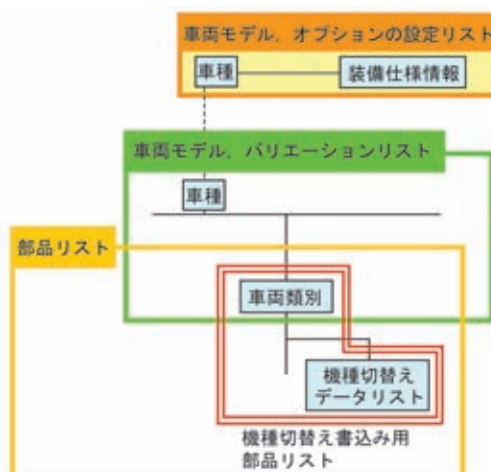 車両モデル，オプションの設定リスト
車種
装備仕様情報
車両モデル，バリエーションリスト
車種
部品リスト
車両類別
機種切替え
データリスト
機種切替え書込み用
部品リスト